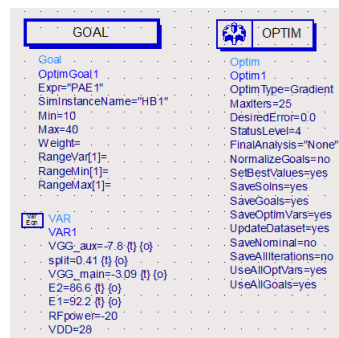 GOAL
Goal
OptimGoal1
Expr="PAE1"
SimInstanceName="HB1"
Min=10
Max=40
Weight=
RangeVar[1]=
RangeMin[1]=
RangeMax[1]=
Var
Eqn
VAR
VAR1
VGG_aux=-7.8 {t} {o}
split=0.41 {t} {o}
VGG_main=-3.09 {t} {o}
E2=86.6 {t} {o}
E1=92.2 {t} {o}
RFpower=-20
VDD=28
OPTIM
Optim
Optim1
OptimType=Gradient
MaxIters=25
DesiredError=0.0
StatusLevel=4
FinalAnalysis="None"
NormalizeGoals=no
SetBestValues=yes
SaveSolns=yes
SaveGoals=yes
SaveOptimVars=yes
UpdateDataset=yes
SaveNominal=no
SaveAllIterations=no
UseAllOptVars=yes
UseAllGoals=yes